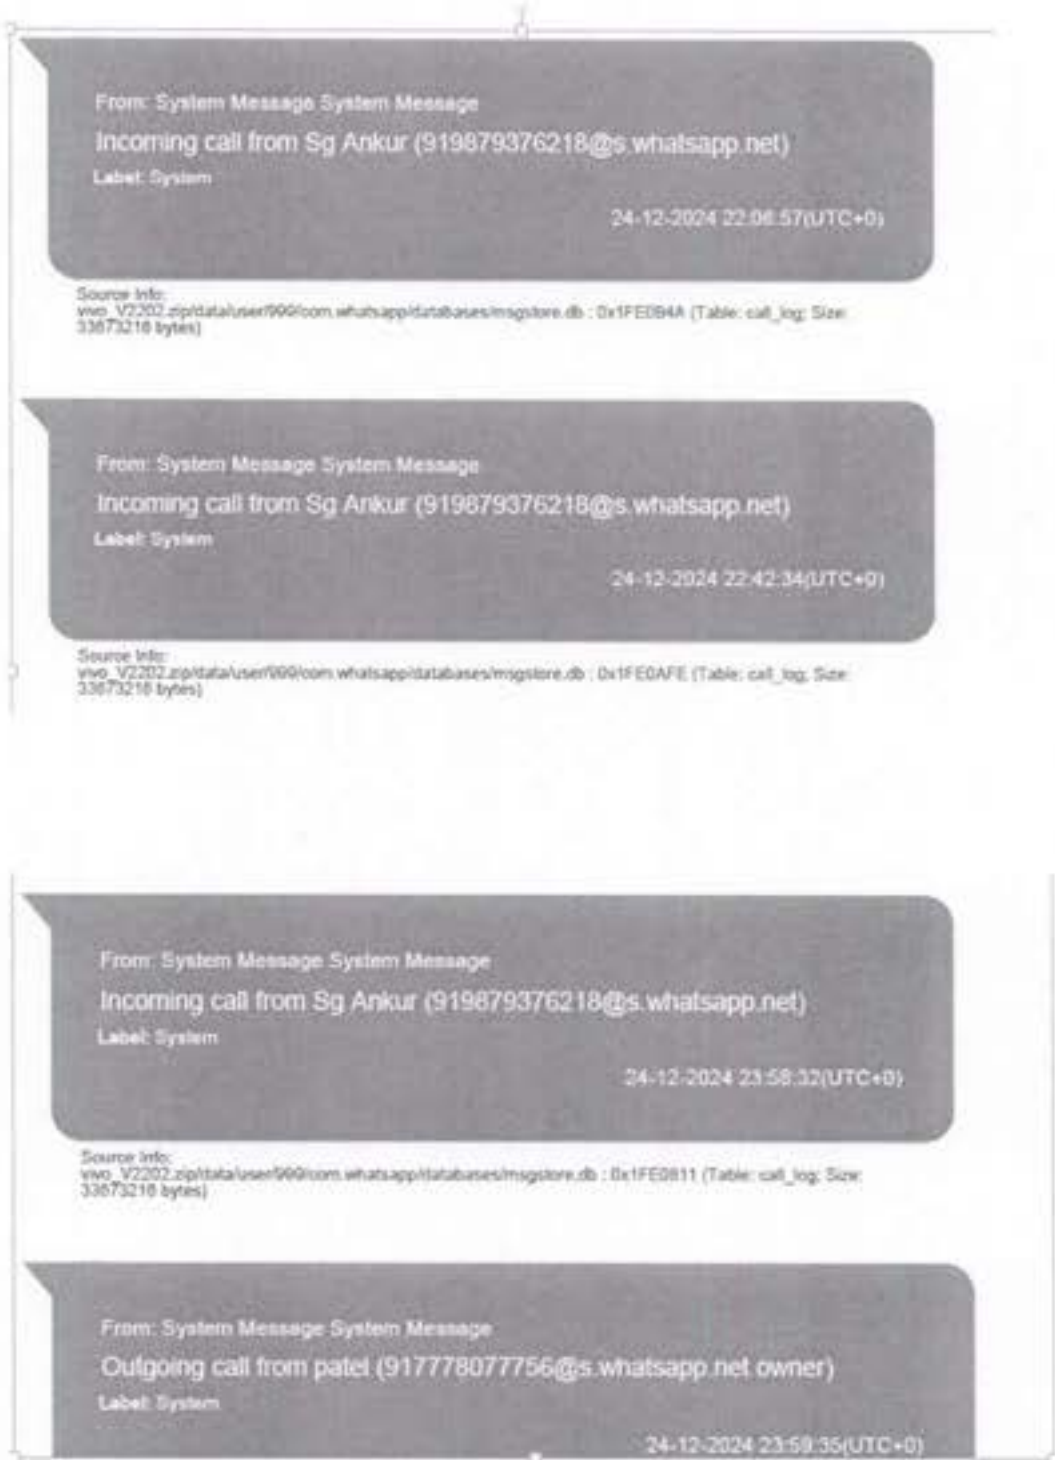 From: System Message System Message
Incoming call from Sg Ankur (919879376218@s.whatsapp.net)
Label: System
24-12-2024 22:06:57(UTC+0)
Source Info:
vivo_V2202.zip/data/user/999/com.whatsapp/databases/msgstore.db : 0x1FE0B4A (Table: call_log; Size:
33673216 bytes)
From: System Message System Message
Incoming call from Sg Ankur (919879376218@s.whatsapp.net)
Label: System
24-12-2024 22:42:34(UTC+0)
Source Info:
vivo_V2202.zip/data/user/999/com.whatsapp/databases/msgstore.db : 0x1FE0AFE (Table: call_log; Size:
33673216 bytes)
From: System Message System Message
Incoming call from Sg Ankur (919879376218@s.whatsapp.net)
Label: System
24-12-2024 23:58:32(UTC+0)
Source Info:
vivo_V2202.zip/data/user/999/com.whatsapp/databases/msgstore.db : 0x1FE0811 (Table: call_log; Size:
33673216 bytes)
From: System Message System Message
Outgoing call from patel (917778077756@s.whatsapp.net owner)
Label: System
24-12-2024 23:59:35(UTC+0)